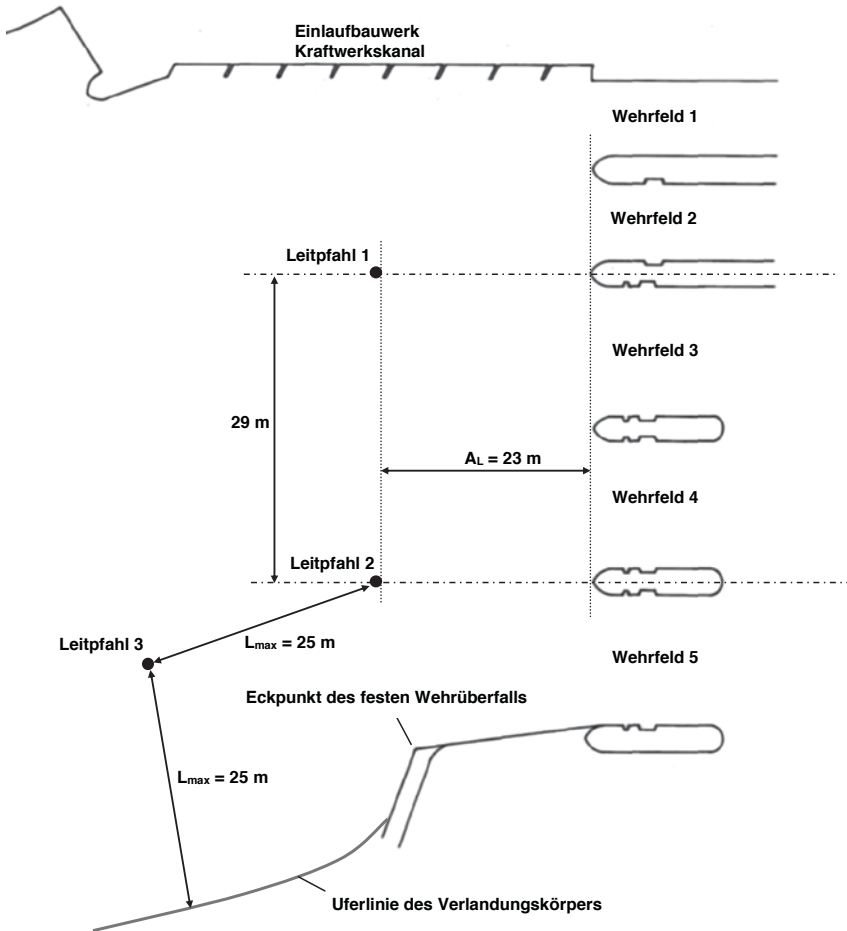 Einlaufbauwerk
Kraftwerkskanal
Wehrfeld 1
Wehrfeld 2
Leitpfahl 1
Wehrfeld 3
29 m
AL = 23 m
Wehrfeld 4
Leitpfahl 2
Leitpfahl 3
Lmax = 25 m
Wehrfeld 5
Eckpunkt des festen Wehrüberfalls
Lmax = 25 m
Uferlinie des Verlandungskörpers